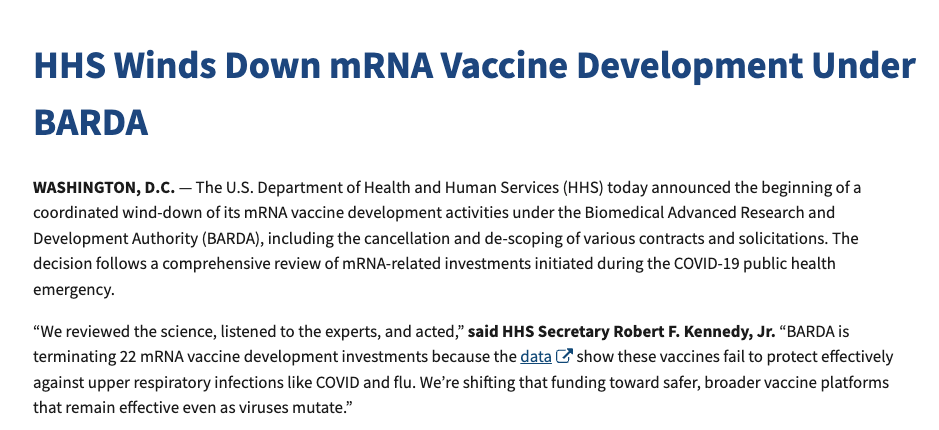 HHS Winds Down mRNA Vaccine Development Under
BARDA
WASHINGTON, D.C. — The U.S. Department of Health and Human Services (HHS) today announced the beginning of a
coordinated wind-down of its mRNA vaccine development activities under the Biomedical Advanced Research and
Development Authority (BARDA), including the cancellation and de-scoping of various contracts and solicitations. The
decision follows a comprehensive review of mRNA-related investments initiated during the COVID-19 public health
emergency.
“We reviewed the science, listened to the experts, and acted,” said HHS Secretary Robert F. Kennedy, Jr. “BARDA is
terminating 22 mRNA vaccine development investments because the data show these vaccines fail to protect effectively
against upper respiratory infections like COVID and flu. We’re shifting that funding toward safer, broader vaccine platforms
that remain effective even as viruses mutate.”